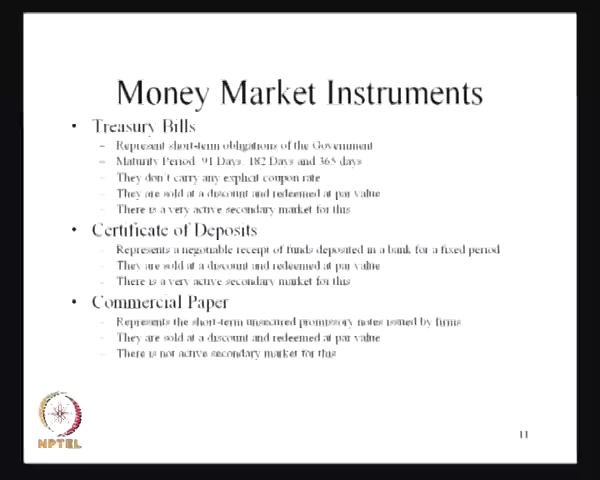 Money Market Instruments
• Treasury Bills
– Represent short-term obligations of the Government
– Maturity Period 91 Days, 182 Days and 365 days
– They don't carry any explicit coupon rate
– They are sold at a discount and redeemed at par value
– There is a very active secondary market for this
• Certificate of Deposits
– Represents a negotiable receipt of funds deposited in a bank for a fixed period
– They are sold at a discount and redeemed at par value
– There is a very active secondary market for this
• Commercial Paper
– Represents the short-term unsecured promissory notes issued by firms
– They are sold at a discount and redeemed at par value
– There is not active secondary market for this
NPTEL
11